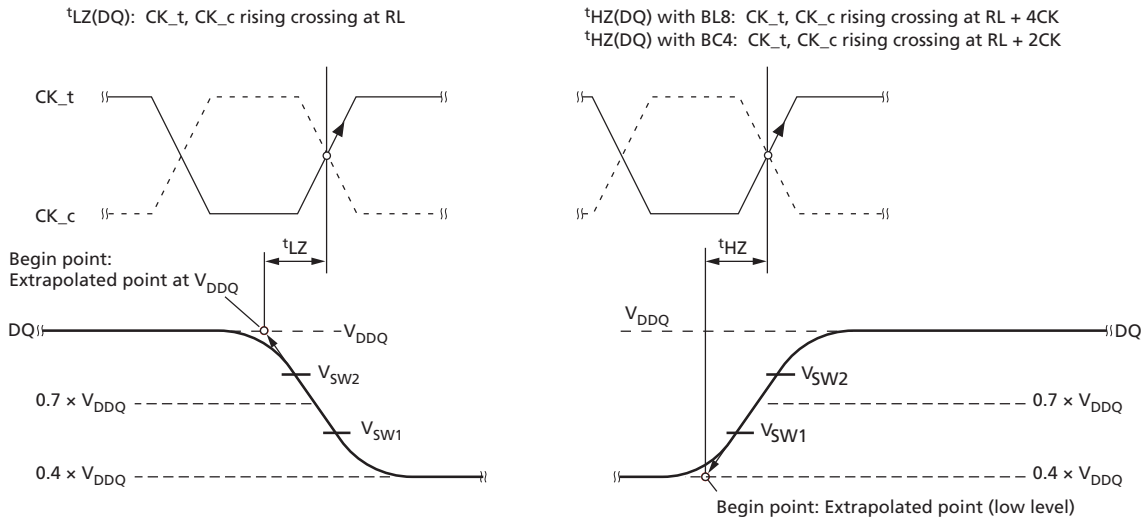 tLZ(DQ): CK_t, CK_c rising crossing at RL
tHZ(DQ) with BL8: CK_t, CK_c rising crossing at RL + 4CK
tHZ(DQ) with BC4: CK_t, CK_c rising crossing at RL + 2CK
CK_t
CK_c
tLZ
tHZ
Begin point:
Extrapolated point at VDDQ
DQ
VDDQ
VDDQ
DQ
VSW2
VSW2
0.7 × VDDQ
0.7 × VDDQ
VSW1
VSW1
0.4 × VDDQ
0.4 × VDDQ
Begin point: Extrapolated point (low level)